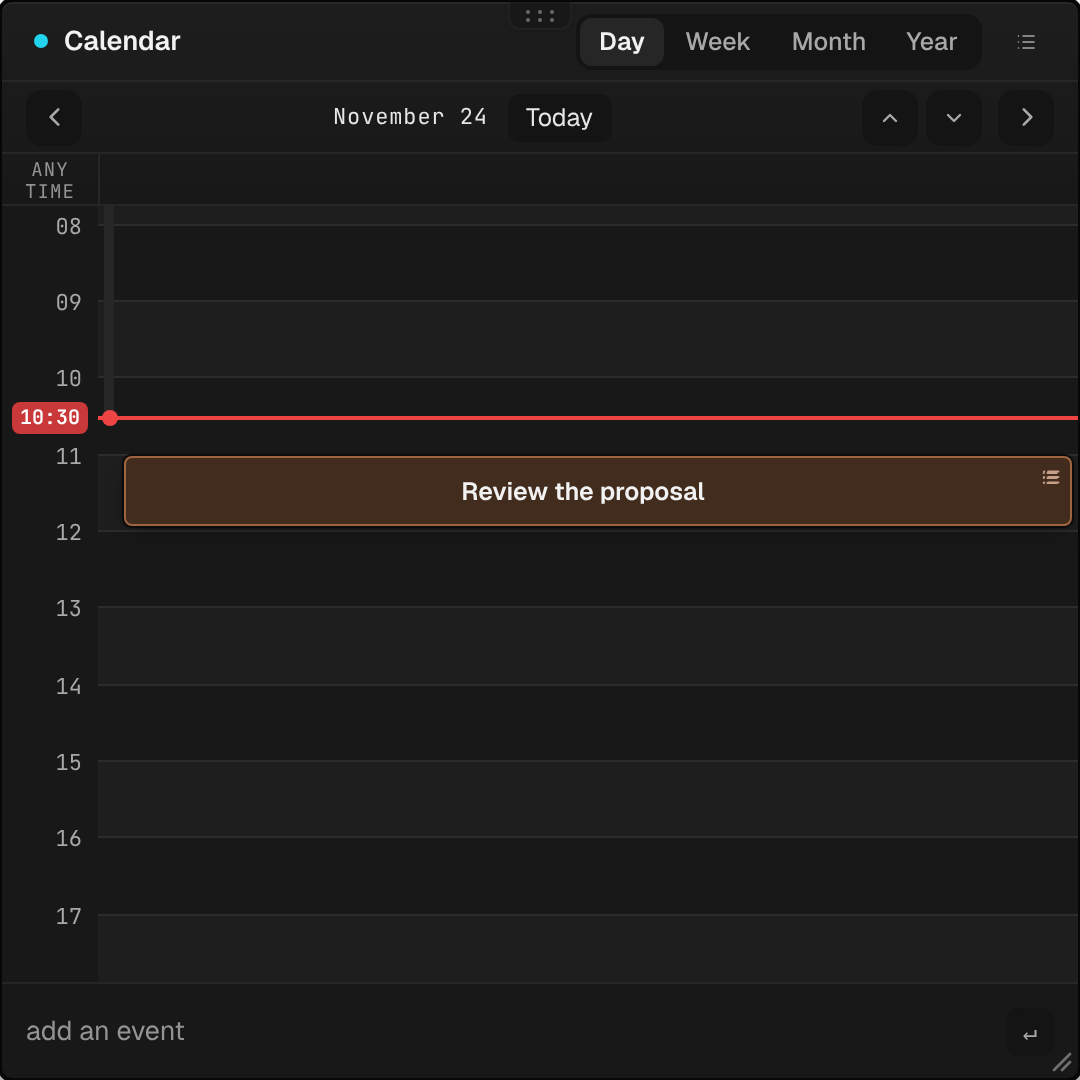 Calendar
Day Week Month Year
November 24 Today
ANY
TIME
08
09
10
10:30
11
Review the proposal
12
13
14
15
16
17
add an event